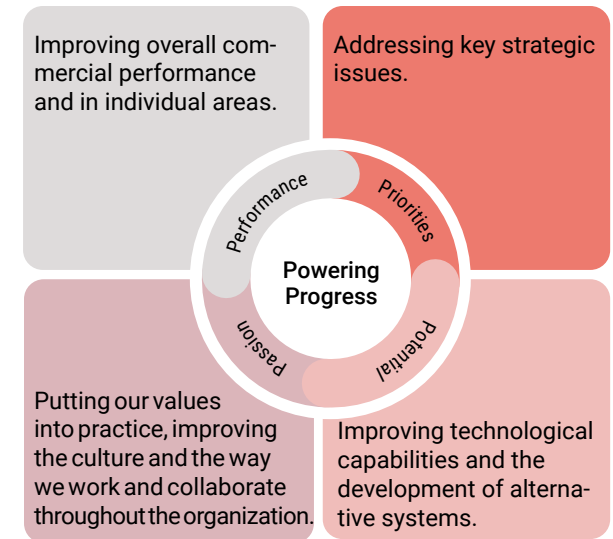 Improving overall com-
mercial performance
and in individual areas.
Addressing key strategic
issues.
Performance
Priorities
Powering
Progress
Passion
Potential
Putting our values
into practice, improving
the culture and the way
we work and collaborate
throughout the organization.
Improving technological
capabilities and the
development of alterna-
tive systems.